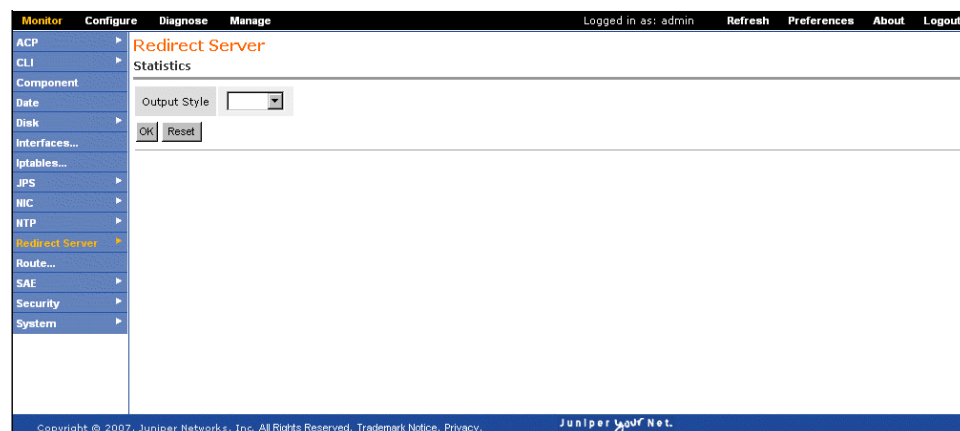 Monitor Configure Diagnose Manage Logged in as: admin Refresh Preferences About Logout
ACP
CLI
Component
Date
Disk
Interfaces...
Iptables...
JPS
NIC
NTP
Redirect Server
Route...
SAE
Security
System
Redirect Server
Statistics
Output Style
OK Reset
Copyright © 2007, Juniper Networks, Inc. All Rights Reserved. Trademark Notice. Privacy.
Juniper your Net.